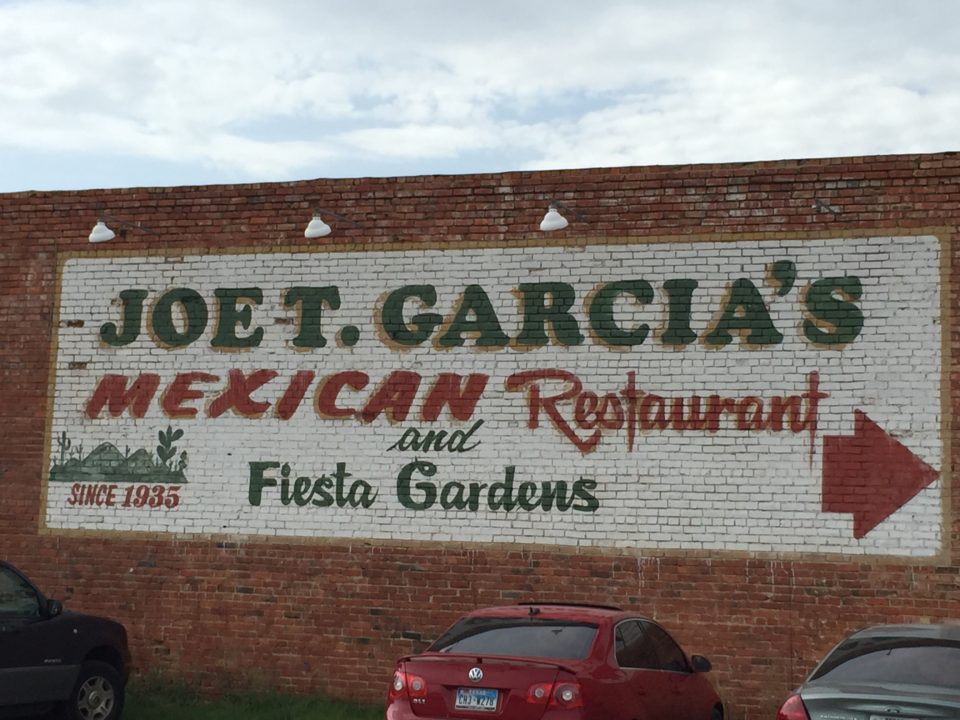 JOE T. GARCIA'S
MEXICAN Restaurant
and
Fiesta Gardens
SINCE 1935